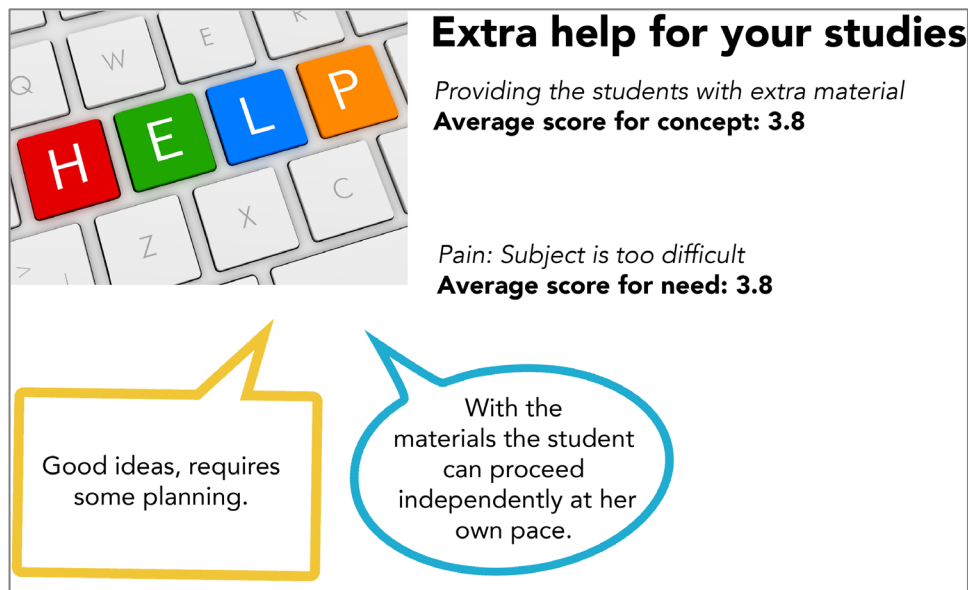 Extra help for your studies
Providing the students with extra material
Average score for concept: 3.8
Q W E R
H E L P
> Z X C
Pain: Subject is too difficult
Average score for need: 3.8
Good ideas, requires
some planning.
With the
materials the student
can proceed
independently at her
own pace.